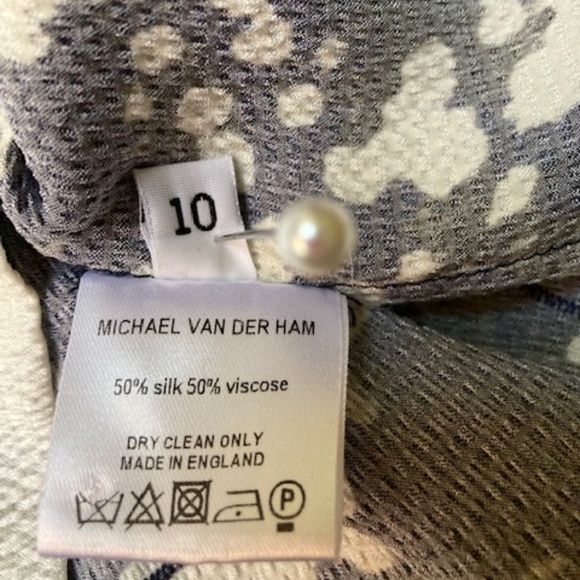 10
MICHAEL VAN DER HAM
50% silk 50% viscose
DRY CLEAN ONLY
MADE IN ENGLAND
P